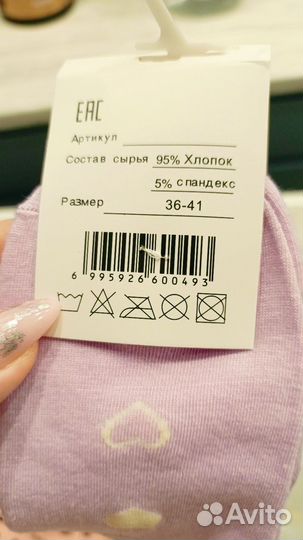 EAC
Артикул
Состав сырья 95% Хлопок
5% спандекс
Размер 36-41
6 995926 600493
Avito